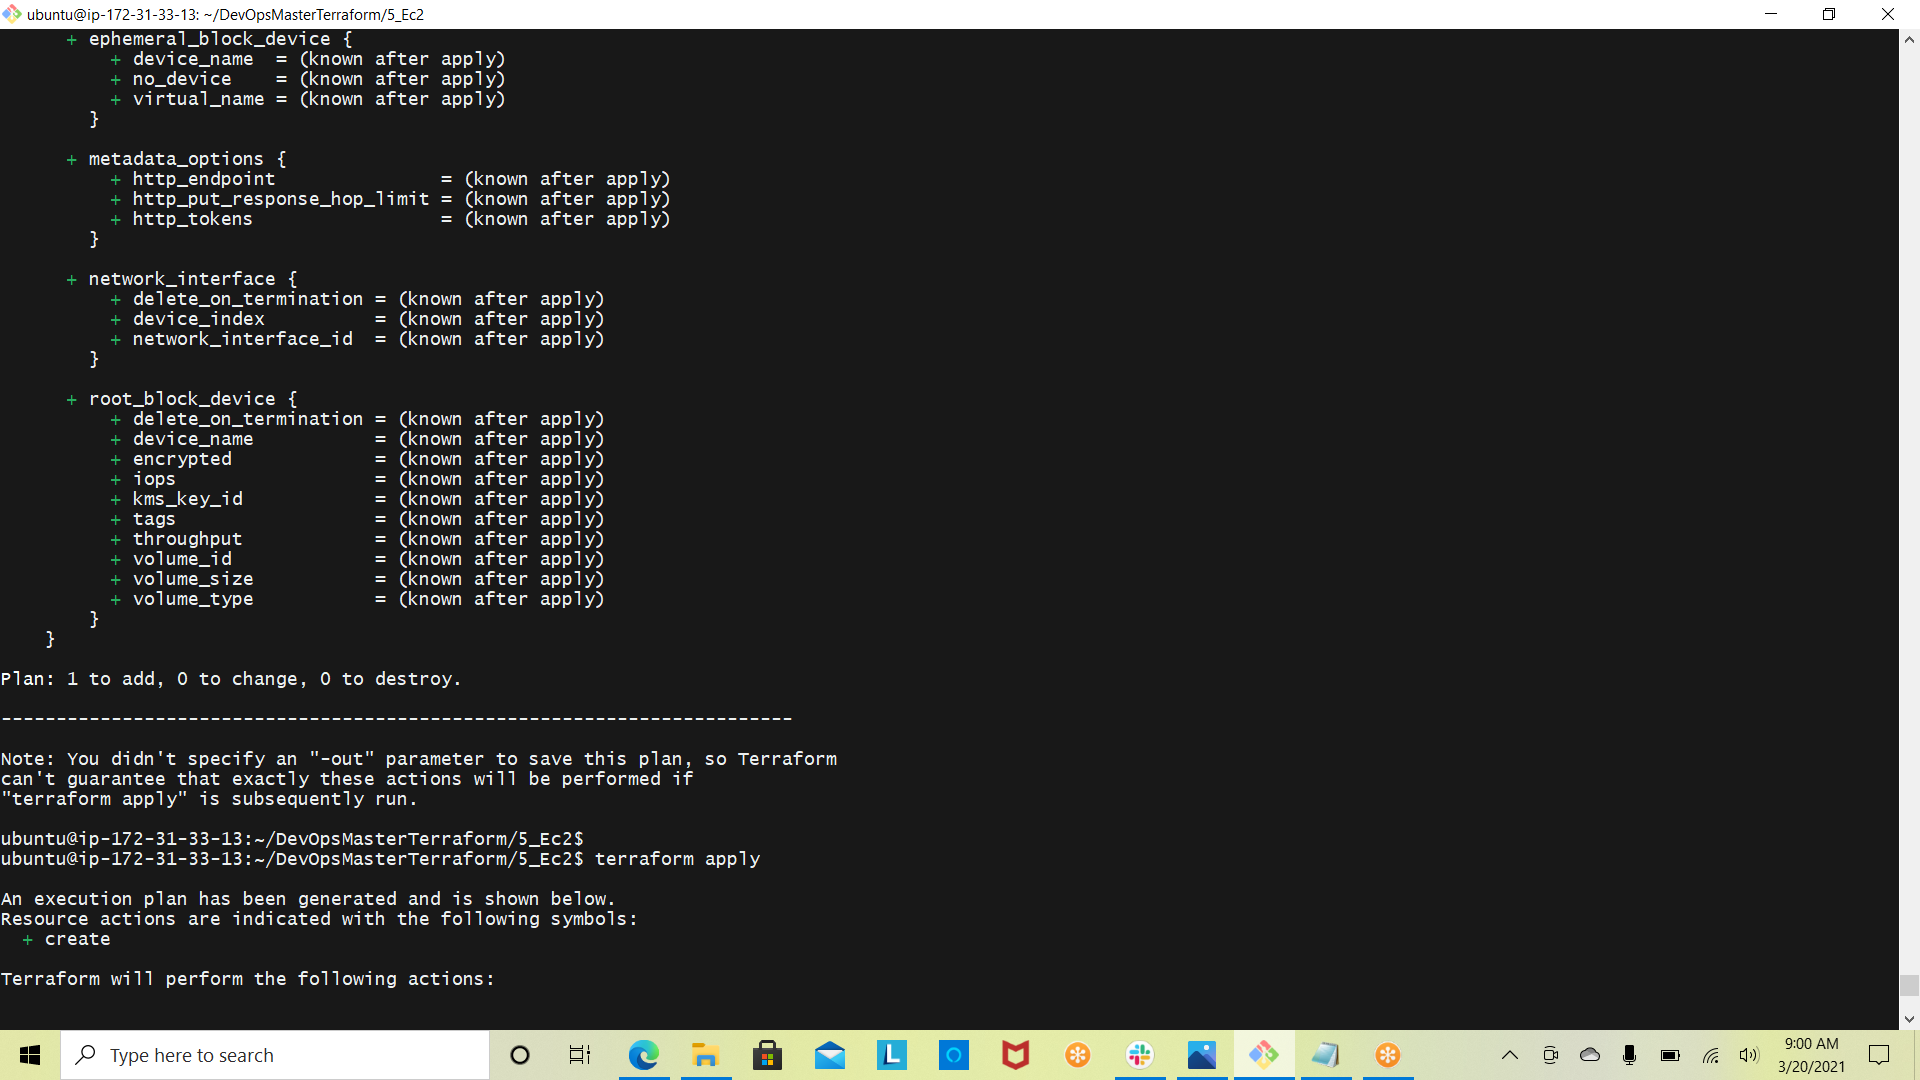 ubuntu@ip-172-31-33-13: ~/DevOpsMasterTerraform/5_Ec2
+ ephemeral_block_device {
+ device_name = (known after apply)
+ no_device = (known after apply)
+ virtual_name = (known after apply)
}
+ metadata_options {
+ http_endpoint = (known after apply)
+ http_put_response_hop_limit = (known after apply)
+ http_tokens = (known after apply)
}
+ network_interface {
+ delete_on_termination = (known after apply)
+ device_index = (known after apply)
+ network_interface_id = (known after apply)
}
+ root_block_device {
+ delete_on_termination = (known after apply)
+ device_name = (known after apply)
+ encrypted = (known after apply)
+ iops = (known after apply)
+ kms_key_id = (known after apply)
+ tags = (known after apply)
+ throughput = (known after apply)
+ volume_id = (known after apply)
+ volume_size = (known after apply)
+ volume_type = (known after apply)
}
}
Plan: 1 to add, 0 to change, 0 to destroy.
------------------------------------------------------------------------
Note: You didn't specify an "-out" parameter to save this plan, so Terraform
can't guarantee that exactly these actions will be performed if
"terraform apply" is subsequently run.
ubuntu@ip-172-31-33-13:~/DevOpsMasterTerraform/5_Ec2$
ubuntu@ip-172-31-33-13:~/DevOpsMasterTerraform/5_Ec2$ terraform apply
An execution plan has been generated and is shown below.
Resource actions are indicated with the following symbols:
+ create
Terraform will perform the following actions:
Type here to search
L
9:00 AM
3/20/2021